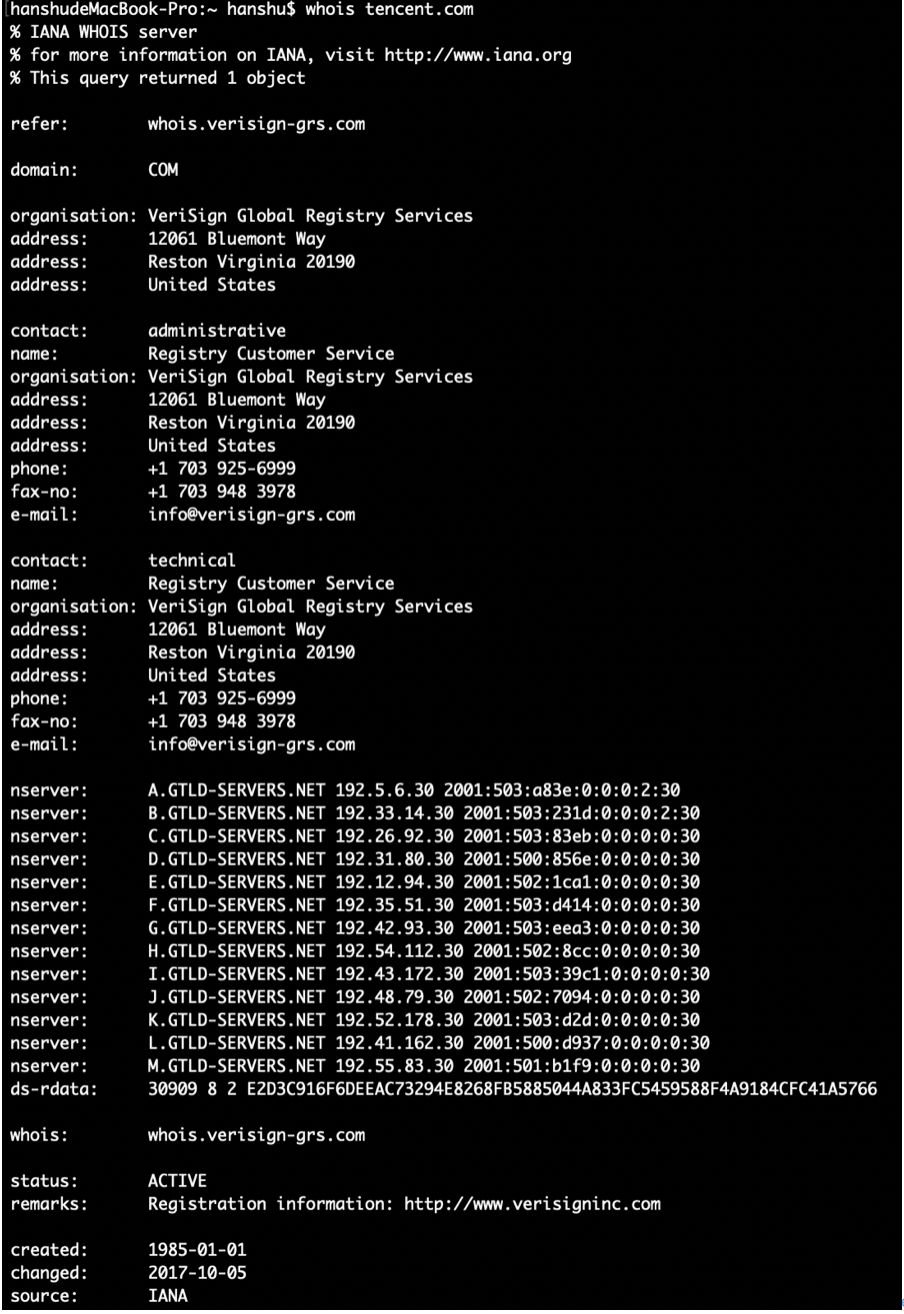 hanshudeMacBook-Pro:~ hanshu$ whois tencent.com
% IANA WHOIS server
% for more information on IANA, visit http://www.iana.org
% This query returned 1 object
refer: whois.verisign-grs.com
domain: COM
organisation: VeriSign Global Registry Services
address: 12061 Bluemont Way
address: Reston Virginia 20190
address: United States
contact: administrative
name: Registry Customer Service
organisation: VeriSign Global Registry Services
address: 12061 Bluemont Way
address: Reston Virginia 20190
address: United States
phone: +1 703 925-6999
fax-no: +1 703 948 3978
e-mail: info@verisign-grs.com
contact: technical
name: Registry Customer Service
organisation: VeriSign Global Registry Services
address: 12061 Bluemont Way
address: Reston Virginia 20190
address: United States
phone: +1 703 925-6999
fax-no: +1 703 948 3978
e-mail: info@verisign-grs.com
nserver: A.GTLD-SERVERS.NET 192.5.6.30 2001:503:a83e:0:0:0:2:30
nserver: B.GTLD-SERVERS.NET 192.33.14.30 2001:503:231d:0:0:0:2:30
nserver: C.GTLD-SERVERS.NET 192.26.92.30 2001:503:83eb:0:0:0:0:30
nserver: D.GTLD-SERVERS.NET 192.31.80.30 2001:500:856e:0:0:0:0:30
nserver: E.GTLD-SERVERS.NET 192.12.94.30 2001:502:1ca1:0:0:0:0:30
nserver: F.GTLD-SERVERS.NET 192.35.51.30 2001:503:d414:0:0:0:0:30
nserver: G.GTLD-SERVERS.NET 192.42.93.30 2001:503:eea3:0:0:0:0:30
nserver: H.GTLD-SERVERS.NET 192.54.112.30 2001:502:8cc:0:0:0:0:30
nserver: I.GTLD-SERVERS.NET 192.43.172.30 2001:503:39c1:0:0:0:0:30
nserver: J.GTLD-SERVERS.NET 192.48.79.30 2001:502:7094:0:0:0:0:30
nserver: K.GTLD-SERVERS.NET 192.52.178.30 2001:503:d2d:0:0:0:0:30
nserver: L.GTLD-SERVERS.NET 192.41.162.30 2001:500:d937:0:0:0:0:30
nserver: M.GTLD-SERVERS.NET 192.55.83.30 2001:501:b1f9:0:0:0:0:30
ds-rdata: 30909 8 2 E2D3C916F6DEEAC73294E8268FB5885044A833FC5459588F4A9184CFC41A5766
whois: whois.verisign-grs.com
status: ACTIVE
remarks: Registration information: http://www.verisigninc.com
created: 1985-01-01
changed: 2017-10-05
source: IANA